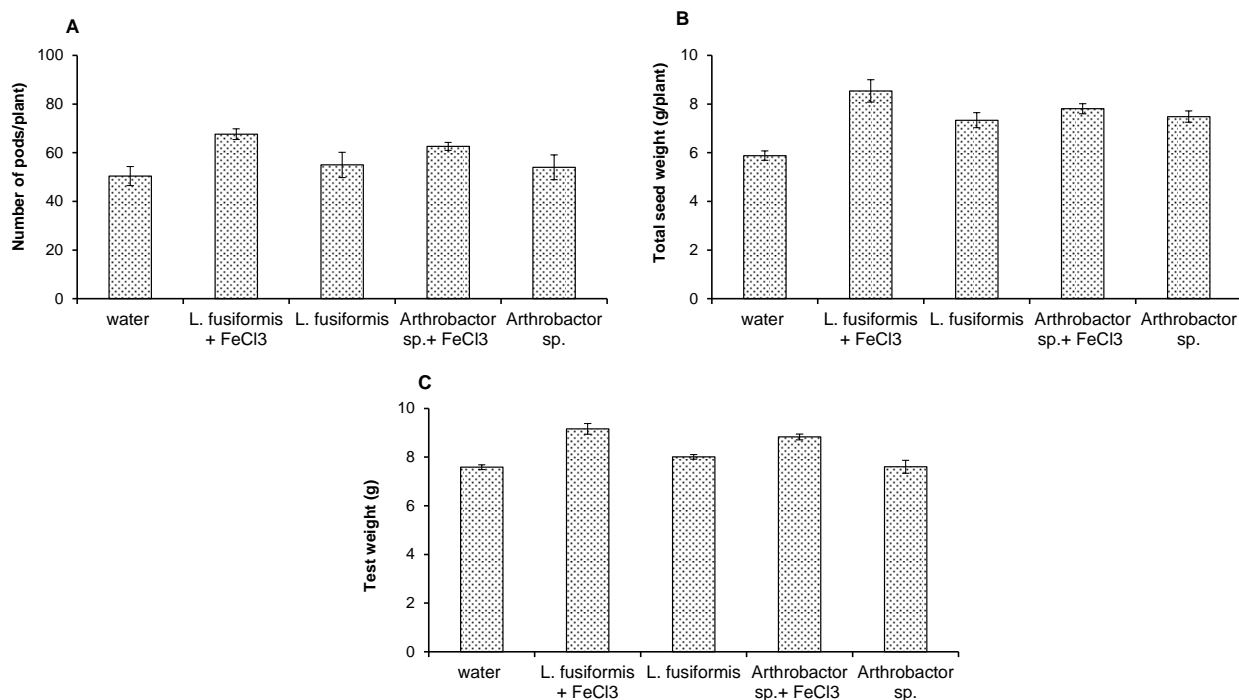 A
Number of pods/plant)
100
80
60
40
20
0
water
L. fusiformis
+ FeCl3
L. fusiformis
Arthrobactor
sp.+ FeCl3
Arthrobactor
sp.
B
Total seed weight (g/plant)
10
8
6
4
2
0
water
L. fusiformis
+ FeCl3
L. fusiformis
Arthrobactor
sp.+ FeCl3
Arthrobactor
sp.
C
Test weight (g)
10
8
6
4
2
0
water
L. fusiformis
+ FeCl3
L. fusiformis
Arthrobactor
sp.+ FeCl3
Arthrobactor
sp.